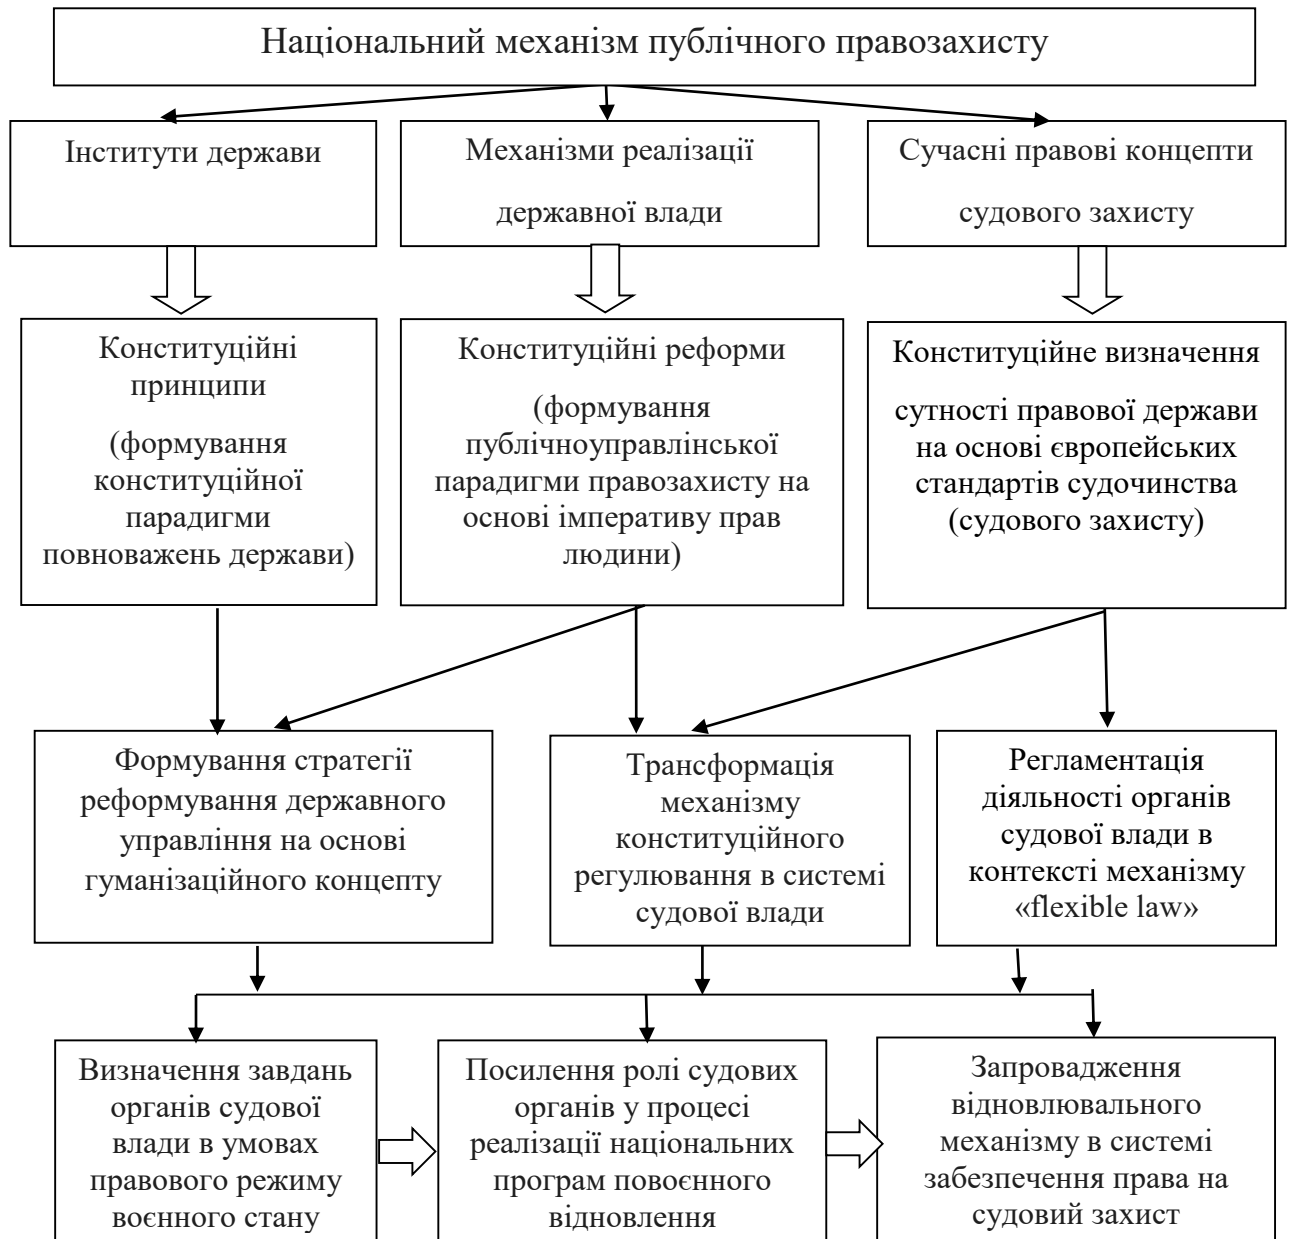 Національний механізм публічного правозахисту
Інститути держави
Механізми реалізації
державної влади
Сучасні правові концепти
судового захисту
Конституційні
принципи
(формування
конституційної
парадигми
повноважень держави)
Конституційні реформи
(формування
публічноуправлінської
парадигми правозахисту на
основі імперативу прав
людини)
Конституційне визначення
сутності правової держави
на основі європейських
стандартів судочинства
(судового захисту)
Формування стратегії
реформування державного
управління на основі
гуманізаційного концепту
Трансформація
механізму
конституційного
регулювання в системі
судової влади
Регламентація
діяльності органів
судової влади в
контексті механізму
«flexible law»
Визначення завдань
органів судової
влади в умовах
правового режиму
воєнного стану
Посилення ролі судових
органів у процесі
реалізації національних
програм повоєнного
відновлення
Запровадження
відновлювального
механізму в системі
забезпечення права на
судовий захист